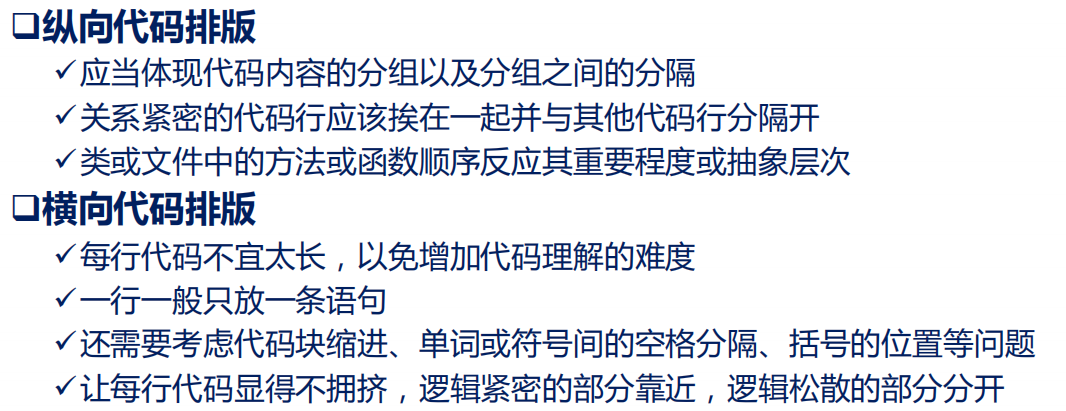 ❑纵向代码排版
✓应当体现代码内容的分组以及分组之间的分隔
✓关系紧密的代码行应该挨在一起并与其他代码行分隔开
✓类或文件中的方法或函数顺序反应其重要程度或抽象层次
❑横向代码排版
✓每行代码不宜太长，以免增加代码理解的难度
✓一行一般只放一条语句
✓还需要考虑代码块缩进、单词或符号间的空格分隔、括号的位置等问题
✓让每行代码显得不拥挤，逻辑紧密的部分靠近，逻辑松散的部分分开